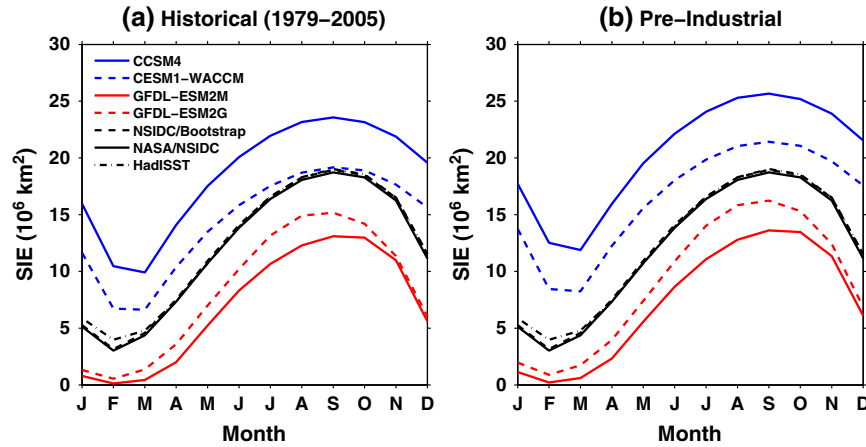 (a) Historical (1979–2005)
SIE (10⁶ km²)
30
25
20
15
10
5
0
CCSM4
CESM1–WACCM
GFDL–ESM2M
GFDL–ESM2G
NSIDC/Bootstrap
NASA/NSIDC
HadISST
J F M A M J J A S O N D
Month
(b) Pre–Industrial
SIE (10⁶ km²)
30
25
20
15
10
5
0
J F M A M J J A S O N D
Month